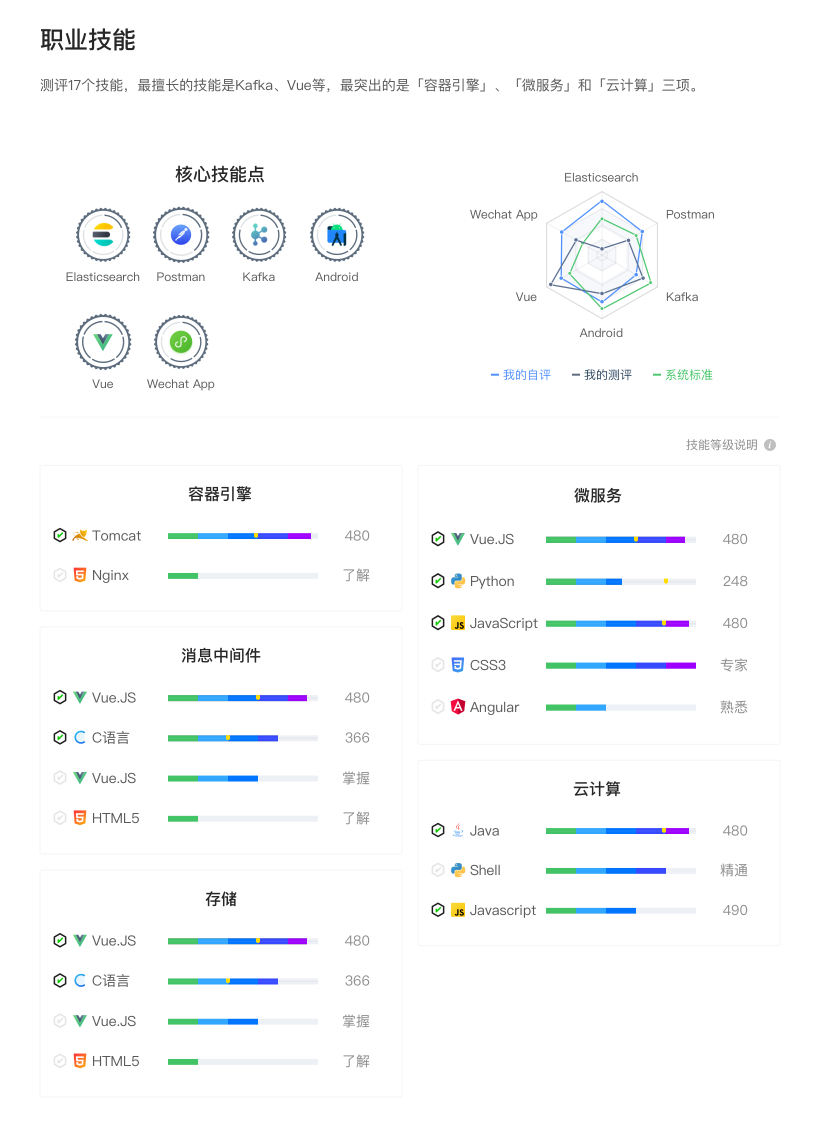 职业技能
测评17个技能，最擅长的技能是Kafka、Vue等，最突出的是「容器引擎」、「微服务」和「云计算」三项。
核心技能点
Elasticsearch
Postman
Kafka
Android
Vue
Wechat App
Elasticsearch
Wechat App
Postman
Vue
Kafka
Android
我的自评
我的测评
系统标准
技能等级说明
容器引擎
Tomcat 480
Nginx 了解
消息中间件
Vue.JS 480
C语言 366
Vue.JS 掌握
HTML5 了解
存储
Vue.JS 480
C语言 366
Vue.JS 掌握
HTML5 了解
微服务
Vue.JS 480
Python 248
JS JavaScript 480
CSS3 专家
Angular 熟悉
云计算
Java 480
Shell 精通
JS Javascript 490